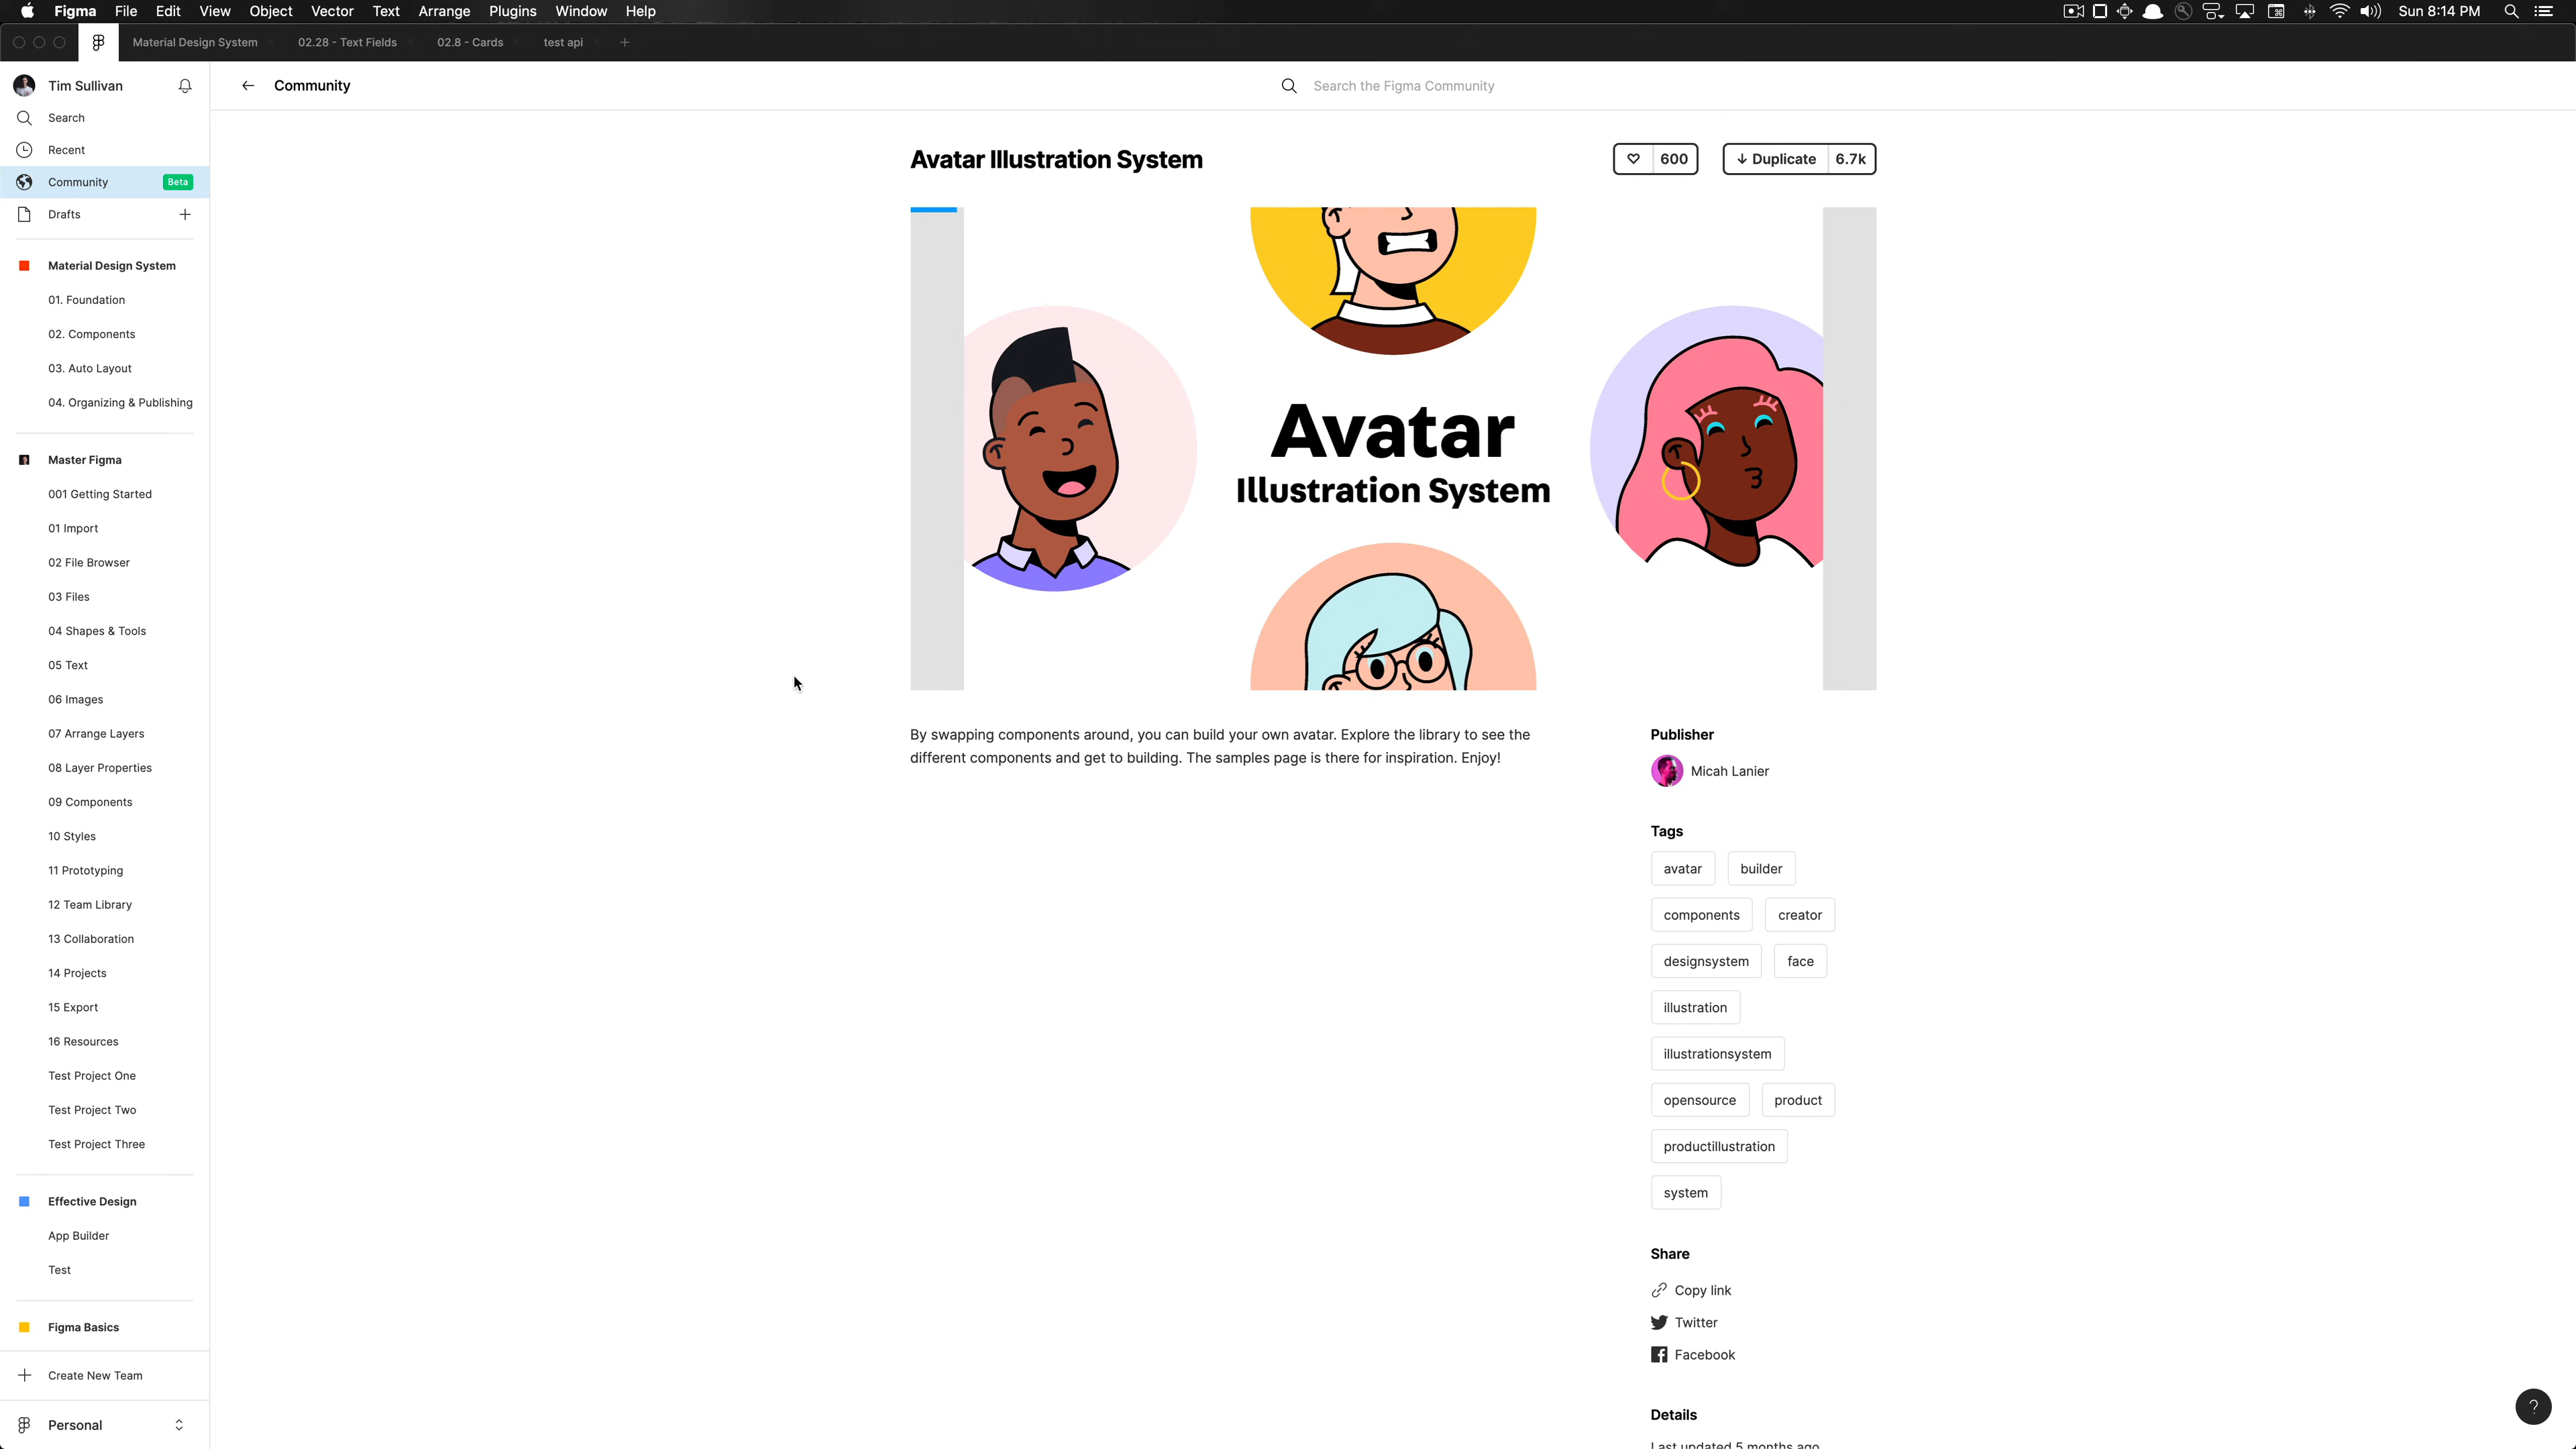 Figma File Edit View Object Vector Text Arrange Plugins Window Help
Sun 8:14 PM
Material Design System
02.28 - Text Fields
02.8 - Cards
test api
Tim Sullivan
Search
Recent
Community Beta
Drafts
Material Design System
01. Foundation
02. Components
03. Auto Layout
04. Organizing & Publishing
Master Figma
001 Getting Started
01 Import
02 File Browser
03 Files
04 Shapes & Tools
05 Text
06 Images
07 Arrange Layers
08 Layer Properties
09 Components
10 Styles
11 Prototyping
12 Team Library
13 Collaboration
14 Projects
15 Export
16 Resources
Test Project One
Test Project Two
Test Project Three
Effective Design
App Builder
Test
Figma Basics
Create New Team
Personal
Community
Search the Figma Community
Avatar Illustration System
600
Duplicate 6.7k
Avatar
Illustration System
By swapping components around, you can build your own avatar. Explore the library to see the
different components and get to building. The samples page is there for inspiration. Enjoy!
Publisher
Micah Lanier
Tags
avatar builder
components creator
designsystem face
illustration
illustrationsystem
opensource product
productillustration
system
Share
Copy link
Twitter
Facebook
Details
Last updated 5 months ago
?